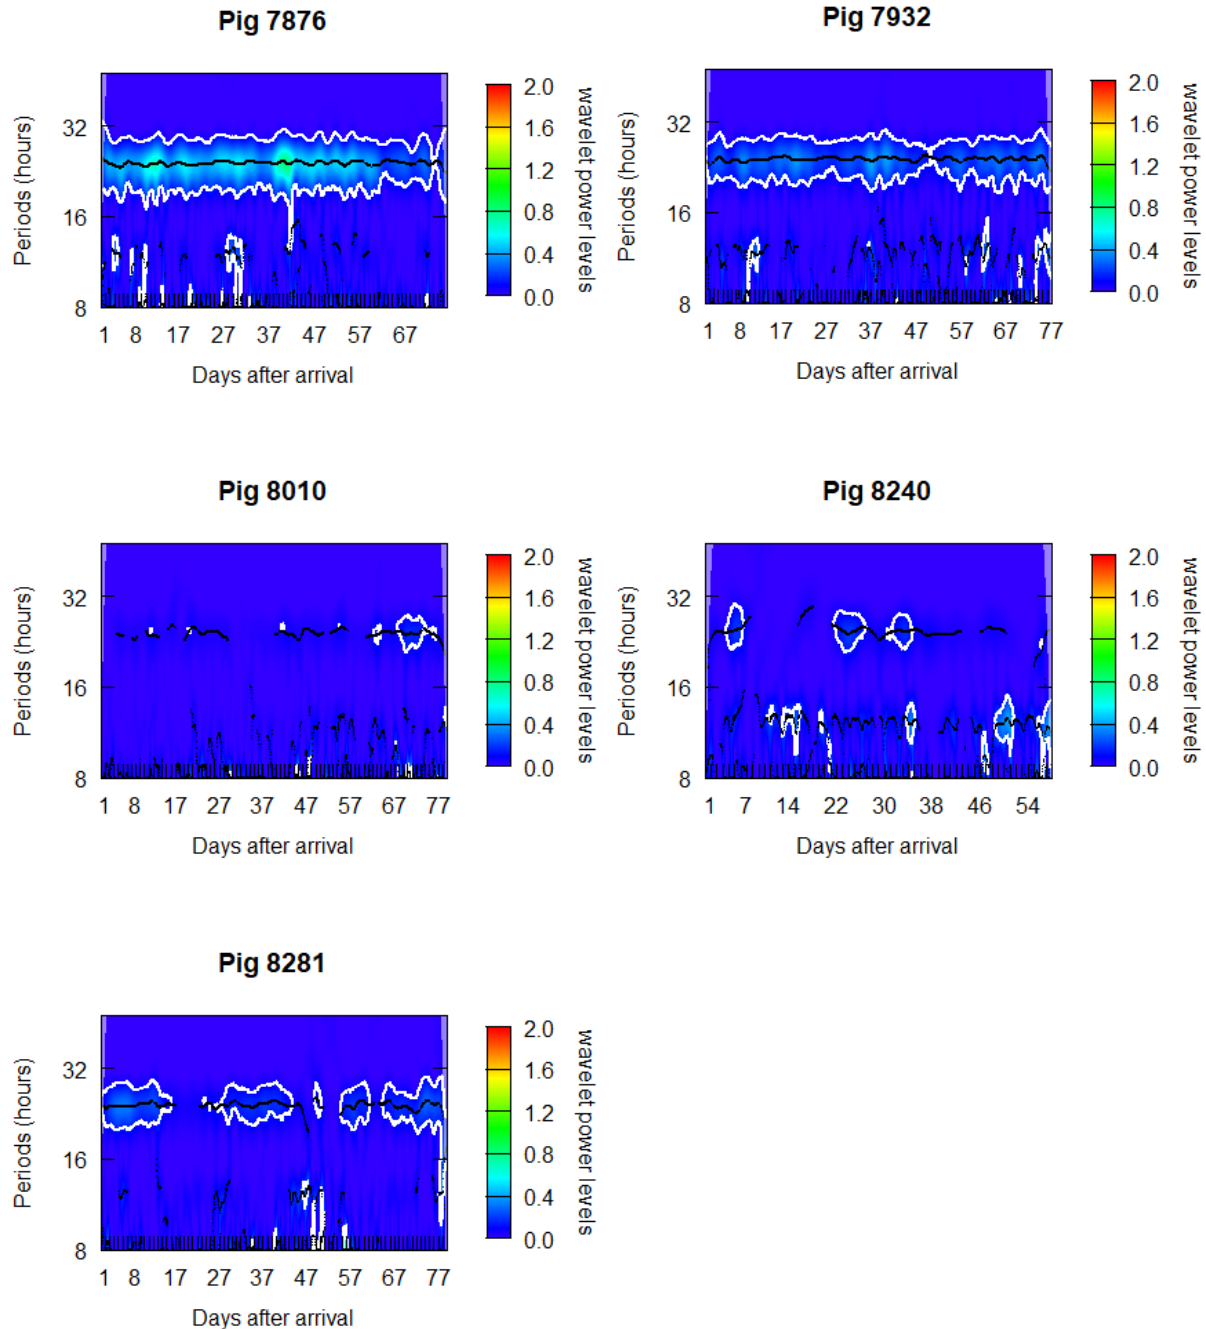 Pig 7876
Periods (hours)
32
16
8
1 8 17 27 37 47 57 67
Days after arrival
2.0
1.6
1.2
0.8
0.4
0.0
wavelet power levels
Pig 7932
Periods (hours)
32
16
8
1 8 17 27 37 47 57 67 77
Days after arrival
2.0
1.6
1.2
0.8
0.4
0.0
wavelet power levels
Pig 8010
Periods (hours)
32
16
8
1 8 17 27 37 47 57 67 77
Days after arrival
2.0
1.6
1.2
0.8
0.4
0.0
wavelet power levels
Pig 8240
Periods (hours)
32
16
8
1 7 14 22 30 38 46 54
Days after arrival
2.0
1.6
1.2
0.8
0.4
0.0
wavelet power levels
Pig 8281
Periods (hours)
32
16
8
1 8 17 27 37 47 57 67 77
Days after arrival
2.0
1.6
1.2
0.8
0.4
0.0
wavelet power levels